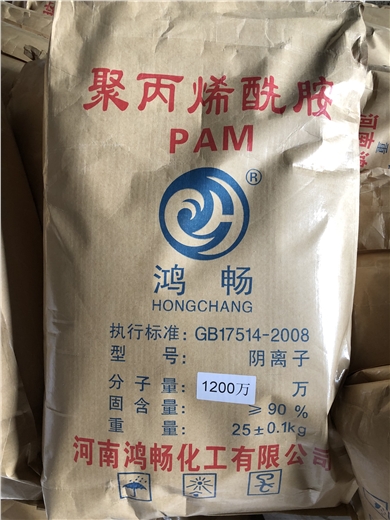 聚丙烯酰胺
PAM
®
鸿畅
HONGCHANG
执行标准: GB17514-2008
型号: 阴离子
分子量: 1200万 万
固含量: ≥90%
重量: 25±0.1kg
河南鸿畅化工有限公司